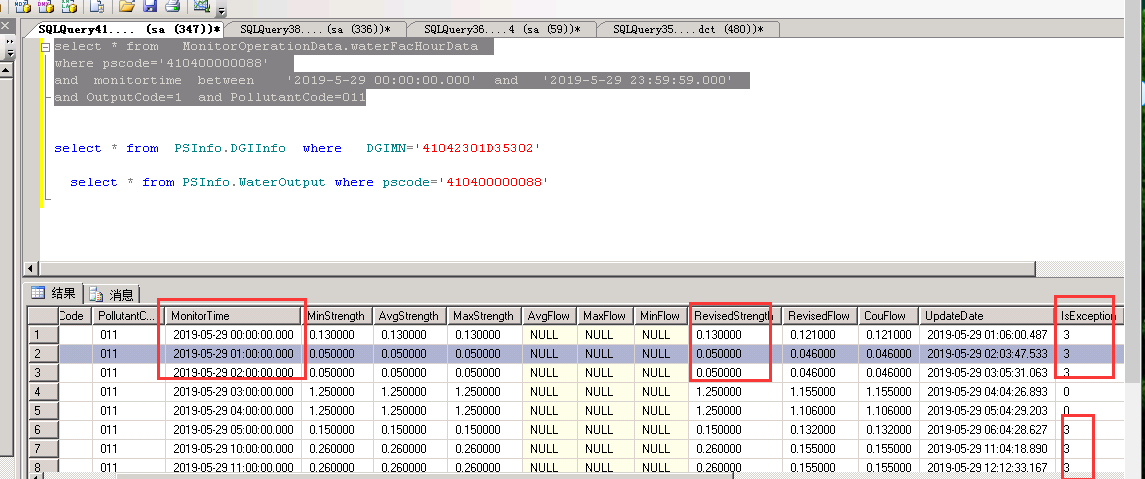 SQLQuery41.... (sa (347))* SQLQuery38....(sa (336))* SQLQuery36....4 (sa (59))* SQLQuery35....dct (480))*
select * from MonitorOperationData.waterFacHourData
where pscode='410400000088'
and monitortime between '2019-5-29 00:00:00.000' and '2019-5-29 23:59:59.000'
and OutputCode=1 and PollutantCode=011
select * from PSInfo.DGIInfo where DGIMN='41042301D35302'
select * from PSInfo.WaterOutput where pscode='410400000088'
结果 消息
Code PollutantC... MonitorTime MinStrength AvgStrength MaxStrength AvgFlow MaxFlow MinFlow RevisedStrength RevisedFlow CouFlow UpdateDate IsException
1 011 2019-05-29 00:00:00.000 0.130000 0.130000 0.130000 NULL NULL NULL 0.130000 0.121000 0.121000 2019-05-29 01:06:00.487 3
2 011 2019-05-29 01:00:00.000 0.050000 0.050000 0.050000 NULL NULL NULL 0.050000 0.046000 0.046000 2019-05-29 02:03:47.533 3
3 011 2019-05-29 02:00:00.000 0.050000 0.050000 0.050000 NULL NULL NULL 0.050000 0.046000 0.046000 2019-05-29 03:05:31.063 3
4 011 2019-05-29 03:00:00.000 1.250000 1.250000 1.250000 NULL NULL NULL 1.250000 1.155000 1.155000 2019-05-29 04:04:26.893 0
5 011 2019-05-29 04:00:00.000 1.250000 1.250000 1.250000 NULL NULL NULL 1.250000 1.106000 1.106000 2019-05-29 05:04:29.203 0
6 011 2019-05-29 05:00:00.000 0.150000 0.150000 0.150000 NULL NULL NULL 0.150000 0.132000 0.132000 2019-05-29 06:04:28.627 3
7 011 2019-05-29 10:00:00.000 0.260000 0.260000 0.260000 NULL NULL NULL 0.260000 0.155000 0.155000 2019-05-29 11:04:18.890 3
8 011 2019-05-29 11:00:00.000 0.260000 0.260000 0.260000 NULL NULL NULL 0.260000 0.155000 0.155000 2019-05-29 12:12:33.167 3